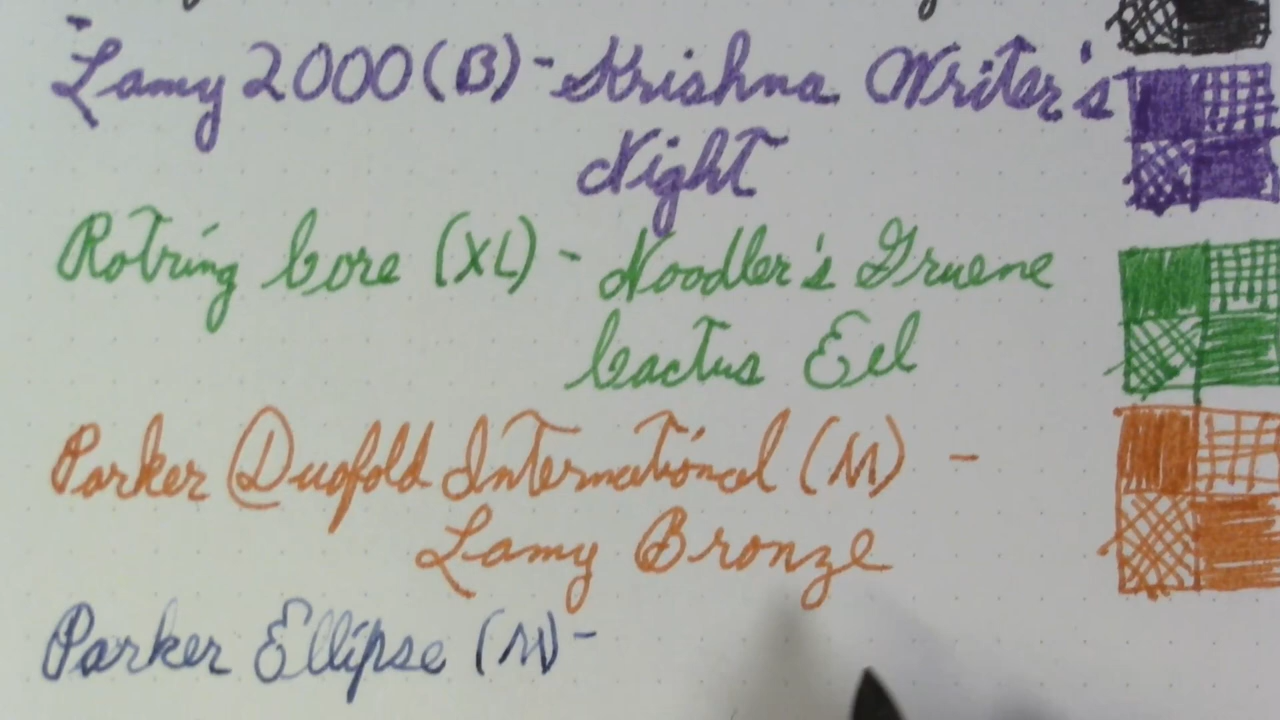 Lamy 2000 (B) - Krishna Writer's
Night
Rotring Core (XL) - Noodler's Gruene
Cactus Eel
Parker Duofold International (M) -
Lamy Bronze
Parker Ellipse (M) -